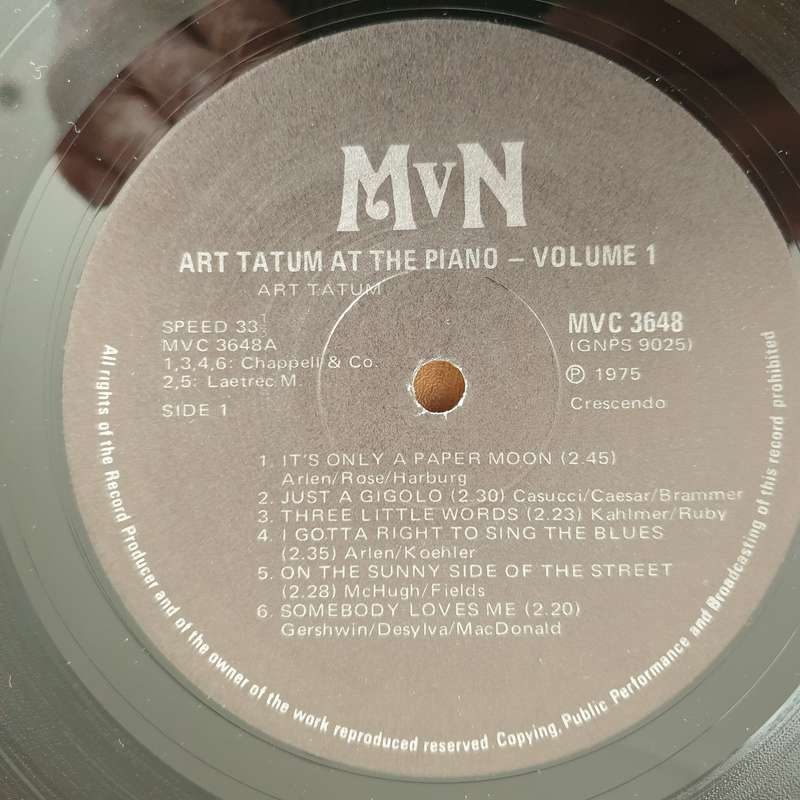 MVN
ART TATUM AT THE PIANO – VOLUME 1
ART TATUM
SPEED 33⅓
MVC 3648A
1,3,4,6: Chappell & Co.
2,5: Laetrec M.
SIDE 1
MVC 3648
(GNPS 9025)
℗ 1975
Crescendo
1. IT'S ONLY A PAPER MOON (2.45)
Arlen/Rose/Harburg
2. JUST A GIGOLO (2.30) Casucci/Caesar/Brammer
3. THREE LITTLE WORDS (2.23) Kahlmer/Ruby
4. I GOTTA RIGHT TO SING THE BLUES
(2.35) Arlen/Koehler
5. ON THE SUNNY SIDE OF THE STREET
(2.28) McHugh/Fields
6. SOMEBODY LOVES ME (2.20)
Gershwin/Desylva/MacDonald
All rights of the Record Producer and of the owner of the work reproduced reserved. Copying, Public Performance and Broadcasting of this record prohibited